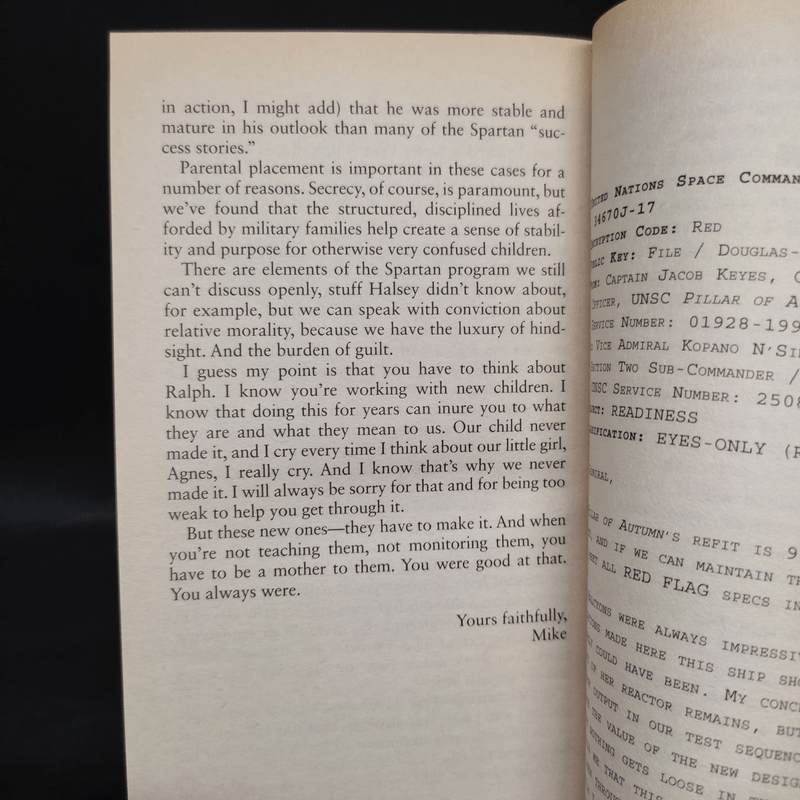 in action, I might add) that he was more stable and
mature in his outlook than many of the Spartan “suc-
cess stories.”
Parental placement is important in these cases for a
number of reasons. Secrecy, of course, is paramount, but
we’ve found that the structured, disciplined lives af-
forded by military families help create a sense of stabil-
ity and purpose for otherwise very confused children.
There are elements of the Spartan program we still
can’t discuss openly, stuff Halsey didn’t know about,
for example, but we can speak with conviction about
relative morality, because we have the luxury of hind-
sight. And the burden of guilt.
I guess my point is that you have to think about
Ralph. I know you’re working with new children. I
know that doing this for years can inure you to what
they are and what they mean to us. Our child never
made it, and I cry every time I think about our little girl,
Agnes, I really cry. And I know that’s why we never
made it. I will always be sorry for that and for being too
weak to help you get through it.
But these new ones—they have to make it. And when
you’re not teaching them, not monitoring them, you
have to be a mother to them. You were good at that.
You always were.
Yours faithfully,
Mike
NATIONS SPACE
34670J-17
CODE: RED
KEY: FILE / DOUGLAS-
CAPTAIN JACOB KEYES,
UNSC PILLAR OF
SERVICE NUMBER: 01928-199
VICE ADMIRAL KOPANO
SECTION TWO SUB-COMMANDER /
UNSC SERVICE NUMBER: 2508
READINESS
EYES-ONLY
OF AUTUMN’S REFIT IS 9
AND IF WE CAN MAINTAIN
ALL RED FLAG SPECS IN
WERE ALWAYS
MADE HERE THIS SHIP
COULD HAVE BEEN. MY
HER REACTOR REMAINS, BUT
OUTPUT IN OUR TEST
THE VALUE OF THE NEW
GETS LOOSE IN
THAT THIS